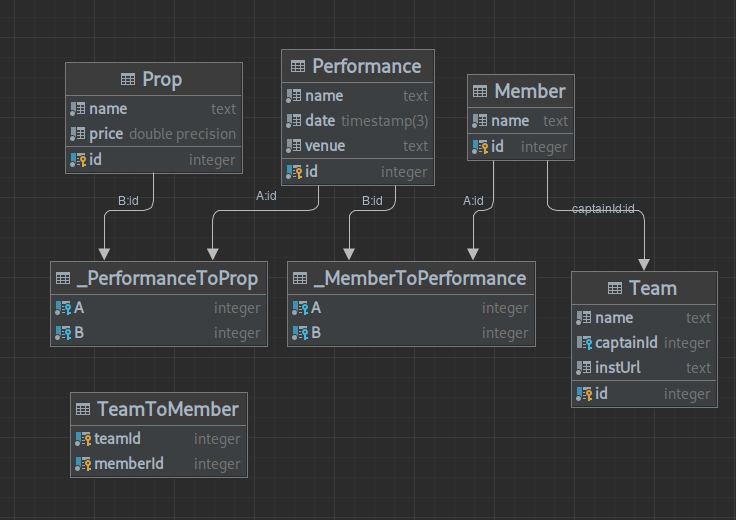 Prop
name text
price double precision
id integer
Performance
name text
date timestamp(3)
venue text
id integer
Member
name text
id integer
B:id
A:id
B:id
A:id
captainId:id
_PerformanceToProp
A integer
B integer
_MemberToPerformance
A integer
B integer
Team
name text
captainId integer
instUrl text
id integer
TeamToMember
teamId integer
memberId integer